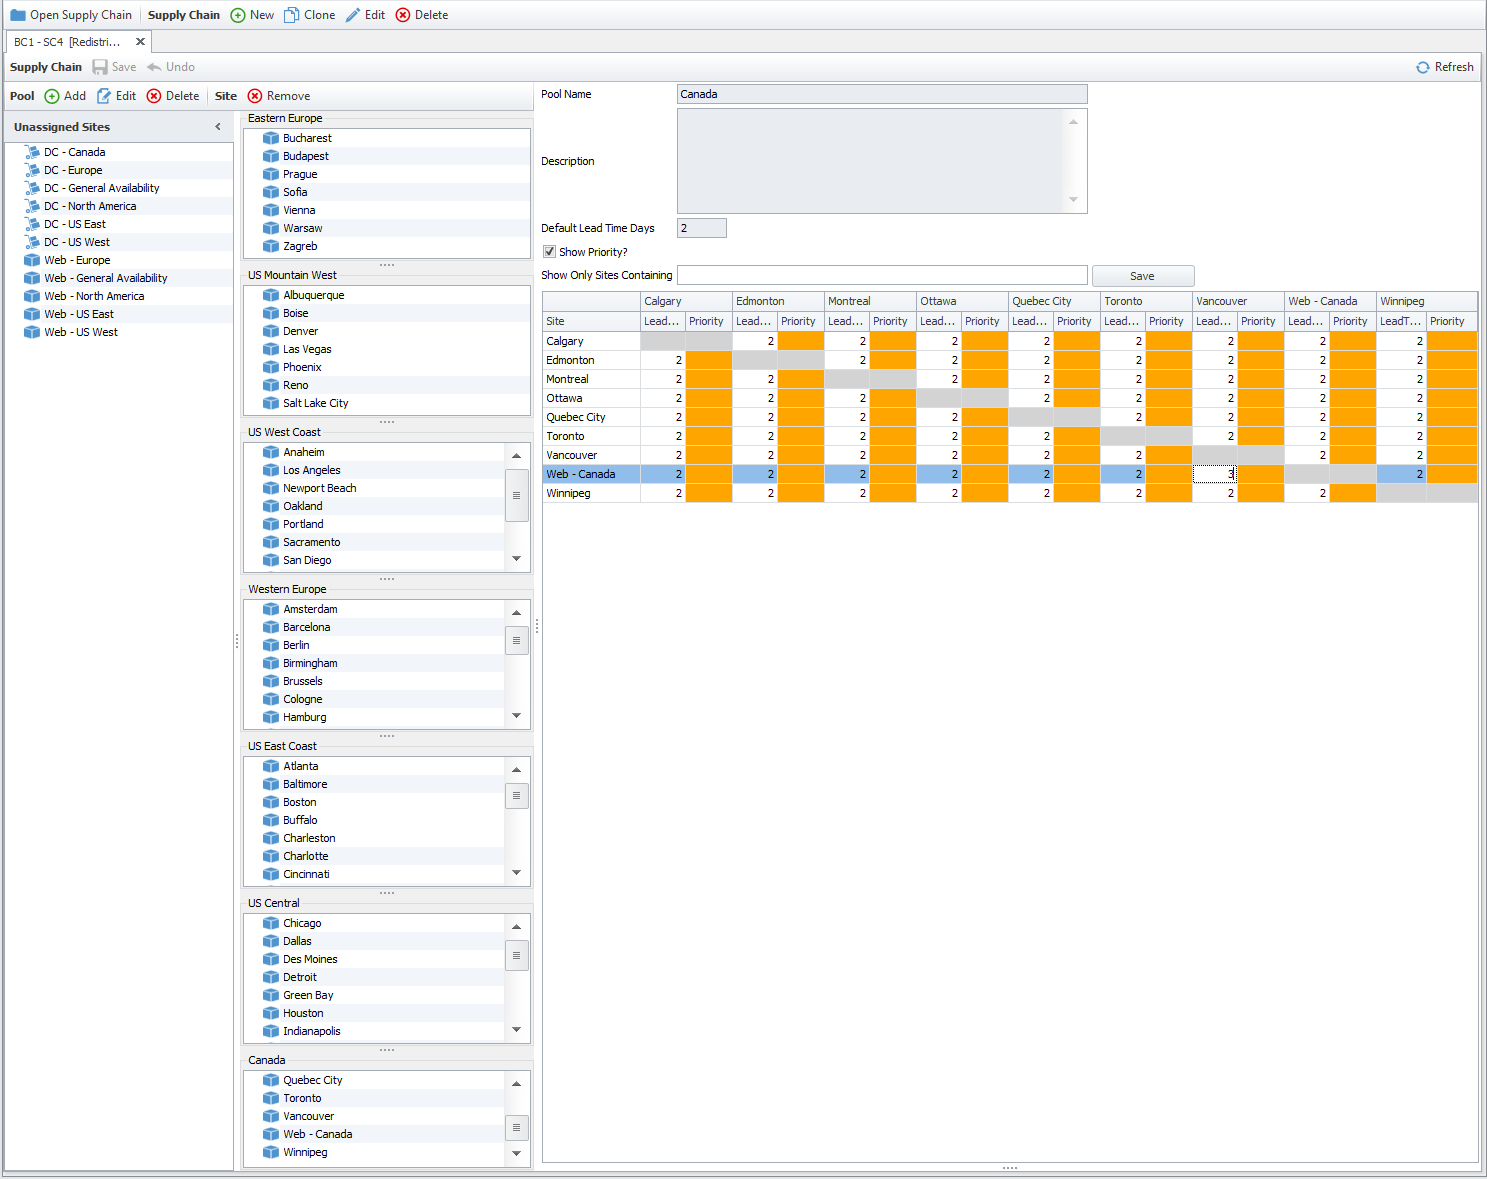 Open Supply Chain Supply Chain New Clone Edit Delete
BC1 - SC4 [Redistri...
Supply Chain Save Undo Refresh
Pool Add Edit Delete Site Remove
Unassigned Sites
DC - Canada
DC - Europe
DC - General Availability
DC - North America
DC - US East
DC - US West
Web - Europe
Web - General Availability
Web - North America
Web - US East
Web - US West
Eastern Europe
Bucharest
Budapest
Prague
Sofia
Vienna
Warsaw
Zagreb
US Mountain West
Albuquerque
Boise
Denver
Las Vegas
Phoenix
Reno
Salt Lake City
US West Coast
Anaheim
Los Angeles
Newport Beach
Oakland
Portland
Sacramento
San Diego
Western Europe
Amsterdam
Barcelona
Berlin
Birmingham
Brussels
Cologne
Hamburg
US East Coast
Atlanta
Baltimore
Boston
Buffalo
Charleston
Charlotte
Cincinnati
US Central
Chicago
Dallas
Des Moines
Detroit
Green Bay
Houston
Indianapolis
Canada
Quebec City
Toronto
Vancouver
Web - Canada
Winnipeg
Pool Name Canada
Description
Default Lead Time Days 2
Show Priority?
Show Only Sites Containing Save
Calgary Edmonton Montreal Ottawa Quebec City Toronto Vancouver Web - Canada Winnipeg
Site Lead... Priority Lead... Priority Lead... Priority Lead... Priority Lead... Priority Lead... Priority Lead... Priority Lead... Priority LeadT... Priority
Calgary 2 2 2 2 2 2 2 2
Edmonton 2 2 2 2 2 2 2 2
Montreal 2 2 2 2 2 2 2 2
Ottawa 2 2 2 2 2 2 2 2
Quebec City 2 2 2 2 2 2 2 2
Toronto 2 2 2 2 2 2 2 2
Vancouver 2 2 2 2 2 2 2 2
Web - Canada 2 2 2 2 2 2 3 2
Winnipeg 2 2 2 2 2 2 2 2